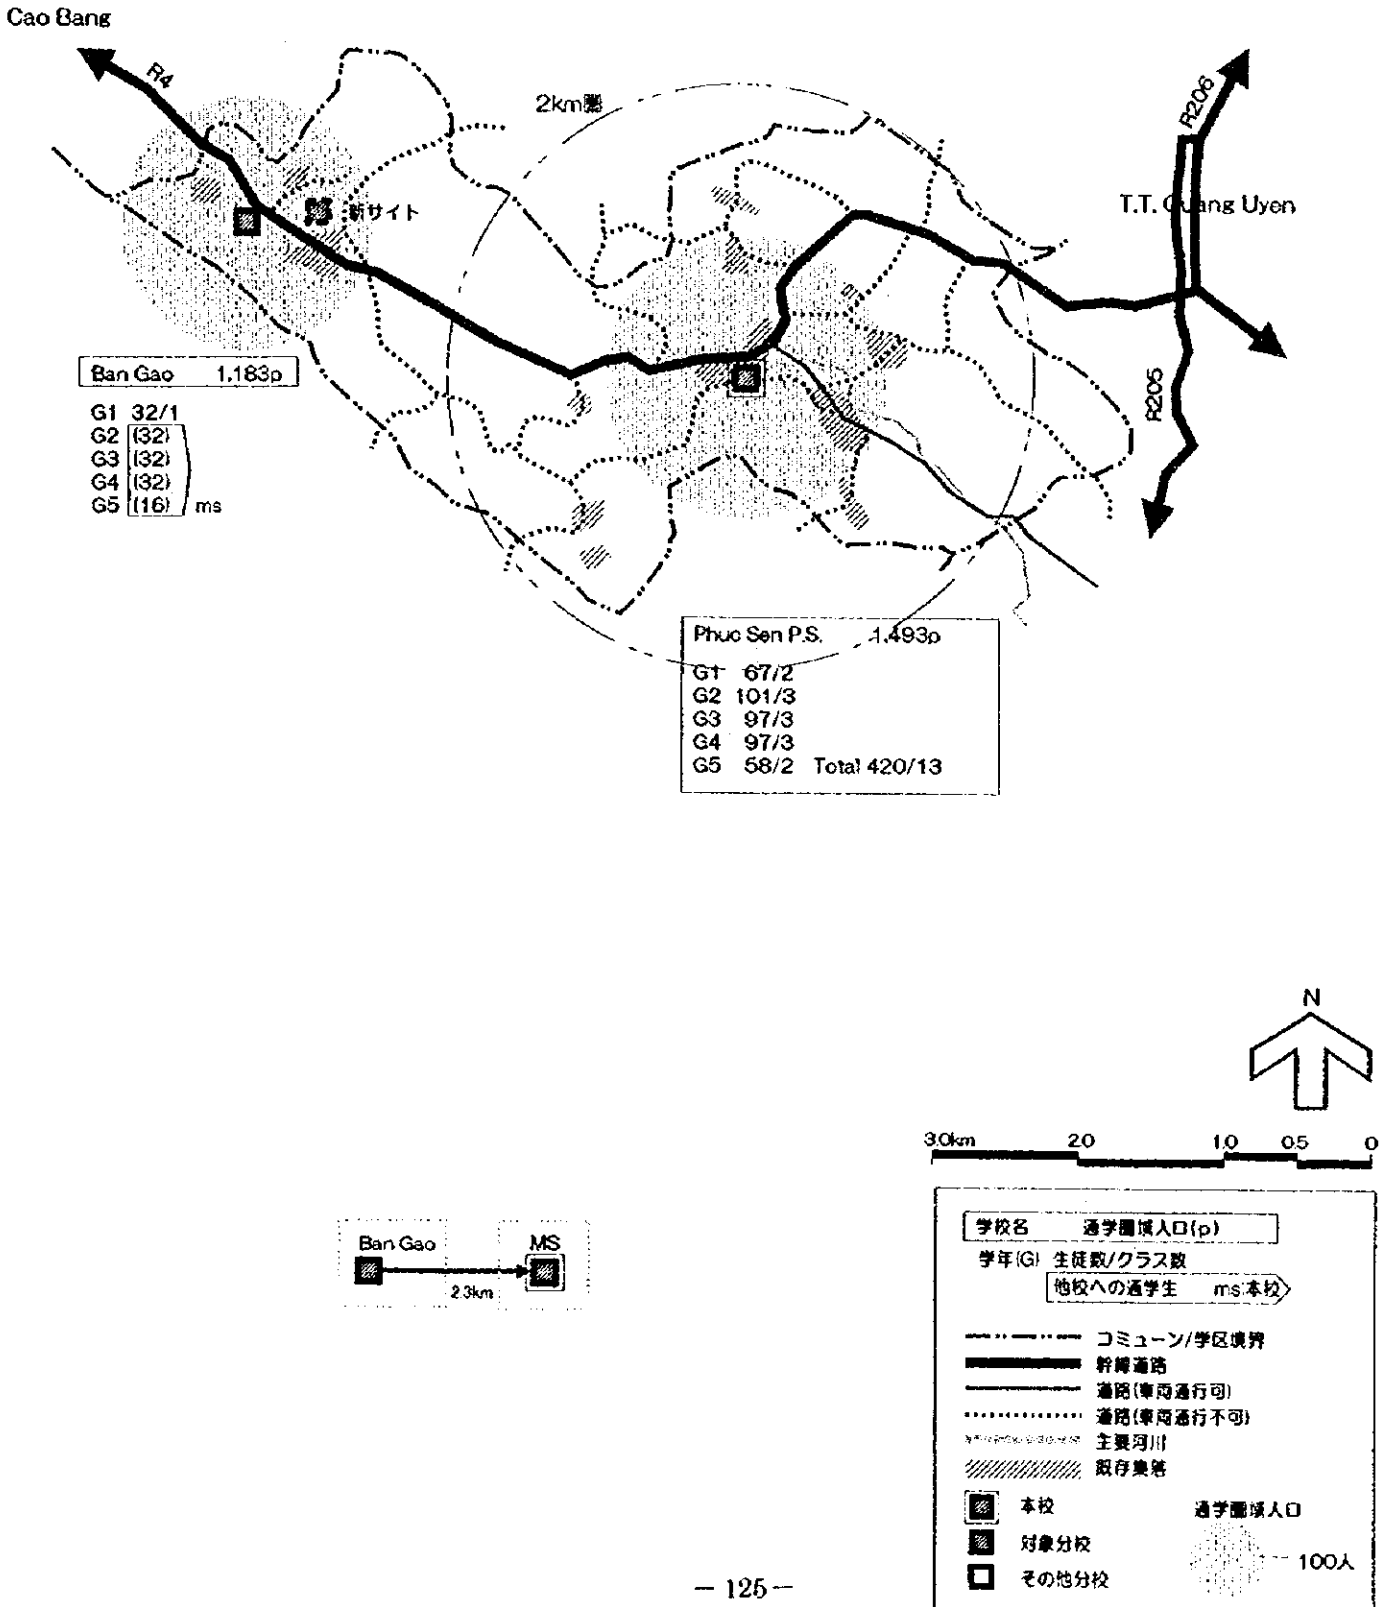 Cao Bang
R4
2km圏
R206
新サイト
T.T. Quang Uyen
Ban Gao 1,183p
G1 32/1
G2 (32)
G3 (32)
G4 (32)
G5 (16) ms
R205
Phuc Sen P.S. 1,493p
G1 67/2
G2 101/3
G3 97/3
G4 97/3
G5 58/2 Total 420/13
N
3.0km 2.0 1.0 0.5 0
Ban Gao MS
2.3km
学校名 通学圏域人口(p)
学年(G) 生徒数/クラス数
他校への通学生 ms:本校
コミューン/学区境界
幹線道路
道路(車両通行可)
道路(車両通行不可)
主要河川
既存集落
本校 通学圏域人口
対象分校
100人
その他分校
- 125 -